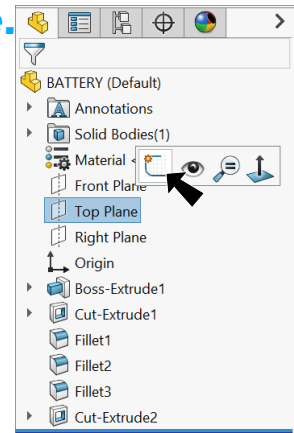 e.
BATTERY (Default)
Annotations
Solid Bodies(1)
Material <
Front Plane
Top Plane
Right Plane
Origin
Boss-Extrude1
Cut-Extrude1
Fillet1
Fillet2
Fillet3
Cut-Extrude2